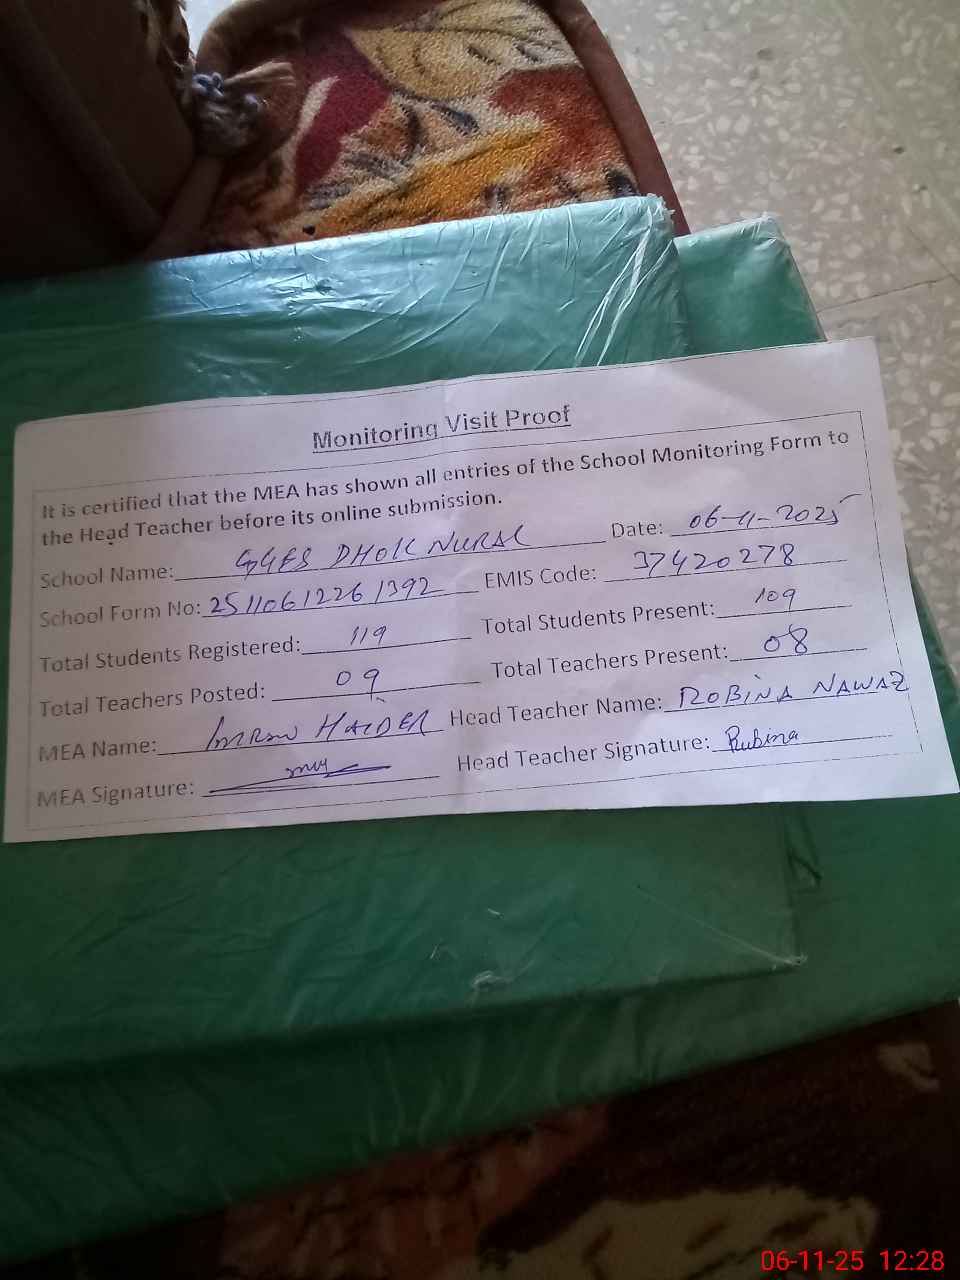 Monitoring Visit Proof
It is certified that the MEA has shown all entries of the School Monitoring Form to
the Head Teacher before its online submission.
School Name: GGES DHOK NURAL Date: 06-11-2025
School Form No: 25110612261392 EMIS Code: 37420278
Total Students Registered: 119 Total Students Present: 109
Total Teachers Posted: 09 Total Teachers Present: 08
MEA Name: IMRAN HAIDER Head Teacher Name: ROBINA NAWAZ
MEA Signature: Head Teacher Signature: Rubina
06-11-25 12:28